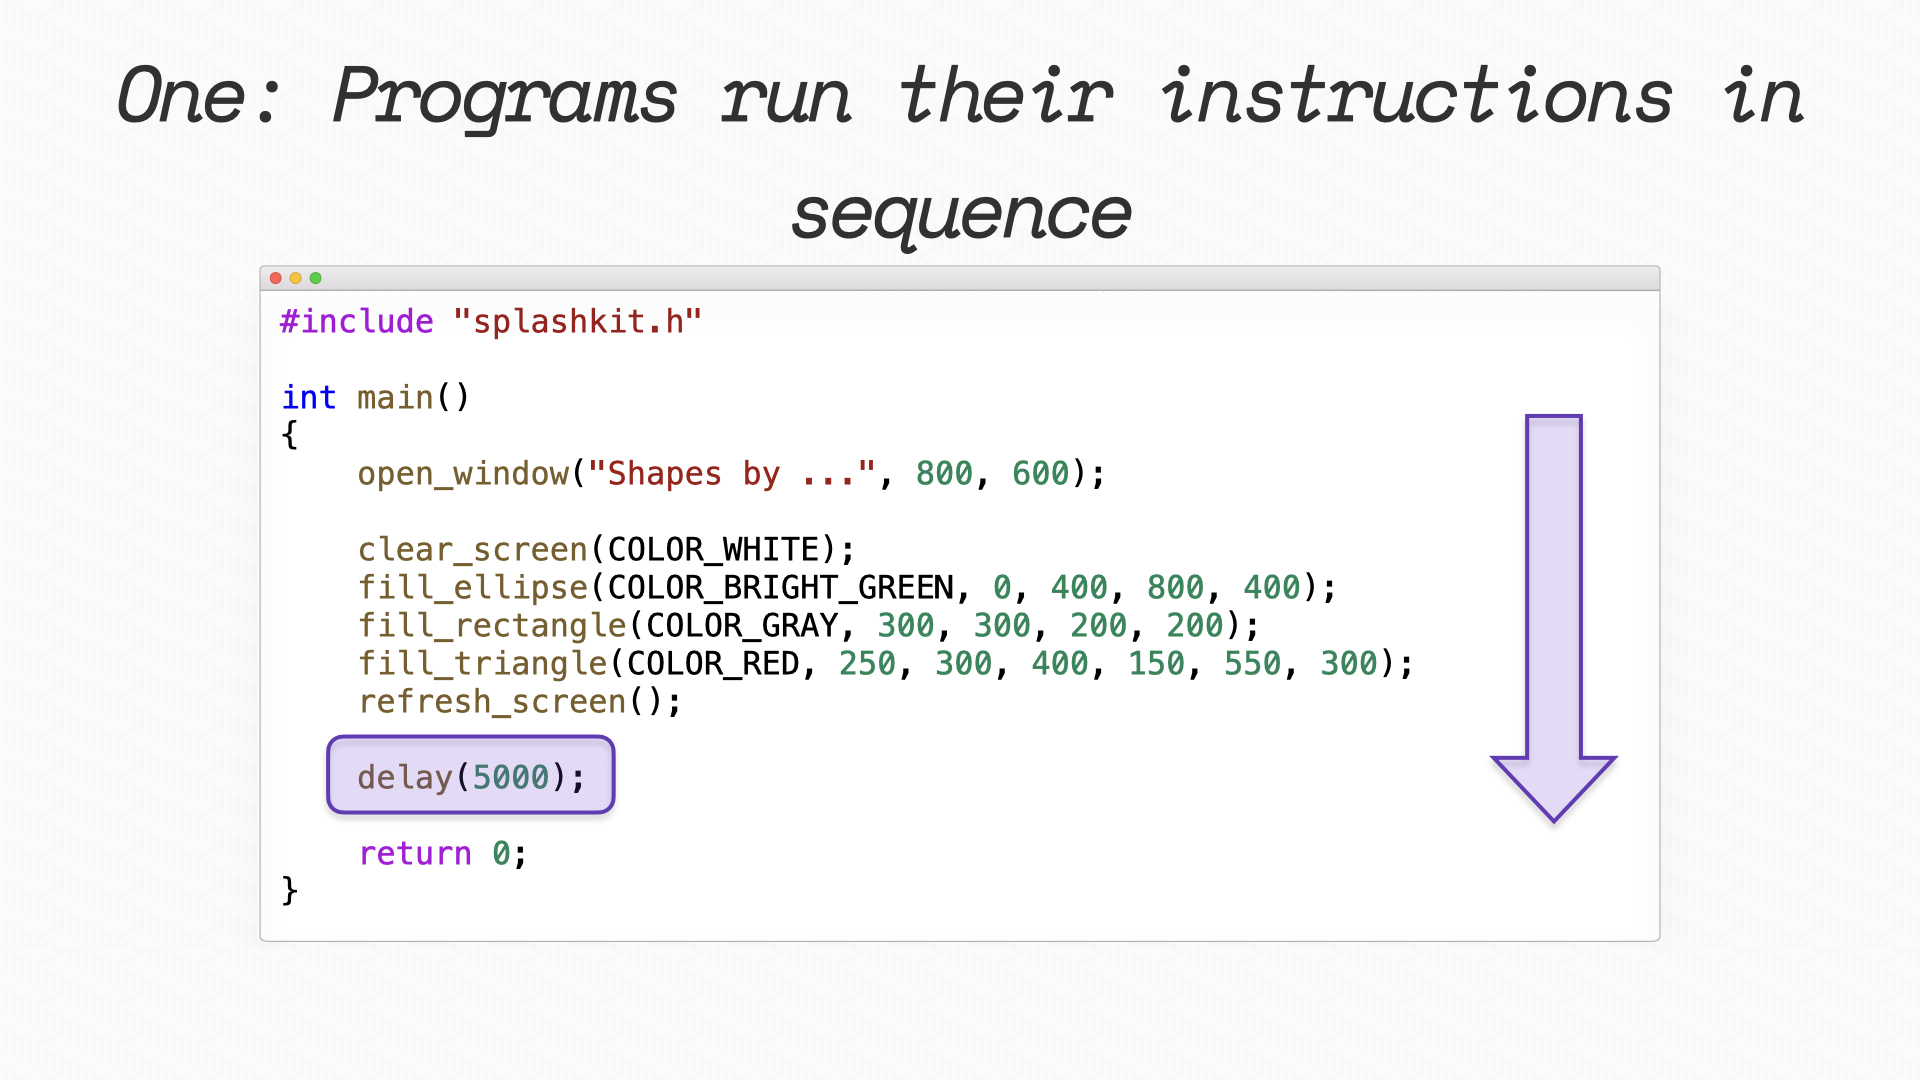 One: Programs run their instructions in
sequence
#include "splashkit.h"
int main()
{
open_window("Shapes by ...", 800, 600);
clear_screen(COLOR_WHITE);
fill_ellipse(COLOR_BRIGHT_GREEN, 0, 400, 800, 400);
fill_rectangle(COLOR_GRAY, 300, 300, 200, 200);
fill_triangle(COLOR_RED, 250, 300, 400, 150, 550, 300);
refresh_screen();
delay(5000);
return 0;
}